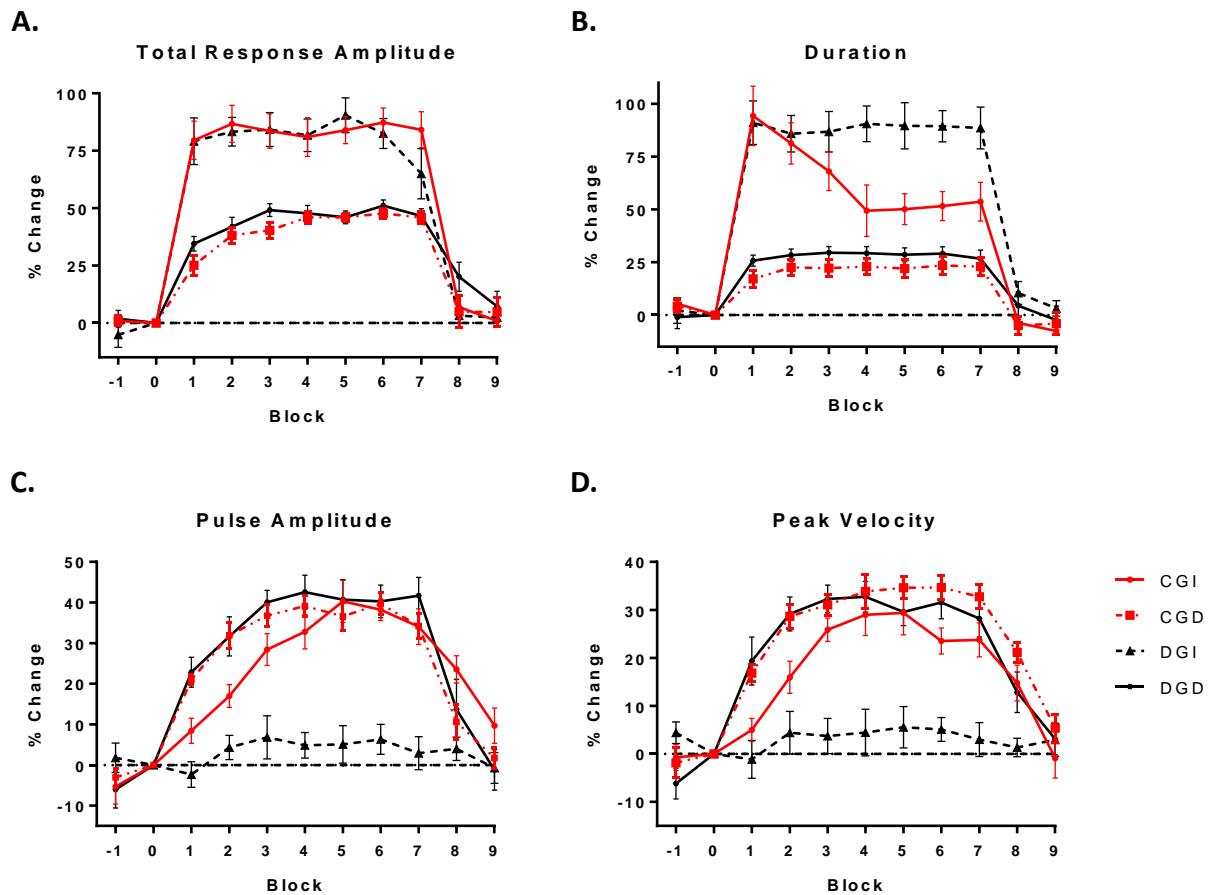 A.
Total Response Amplitude
% Change
100
75
50
25
0
-1 0 1 2 3 4 5 6 7 8 9
Block
B.
Duration
% Change
100
75
50
25
0
-1 0 1 2 3 4 5 6 7 8 9
Block
C.
Pulse Amplitude
% Change
50
40
30
20
10
0
-10
-1 0 1 2 3 4 5 6 7 8 9
Block
D.
Peak Velocity
% Change
40
30
20
10
0
-10
-1 0 1 2 3 4 5 6 7 8 9
Block
CGI
CGD
DGI
DGD